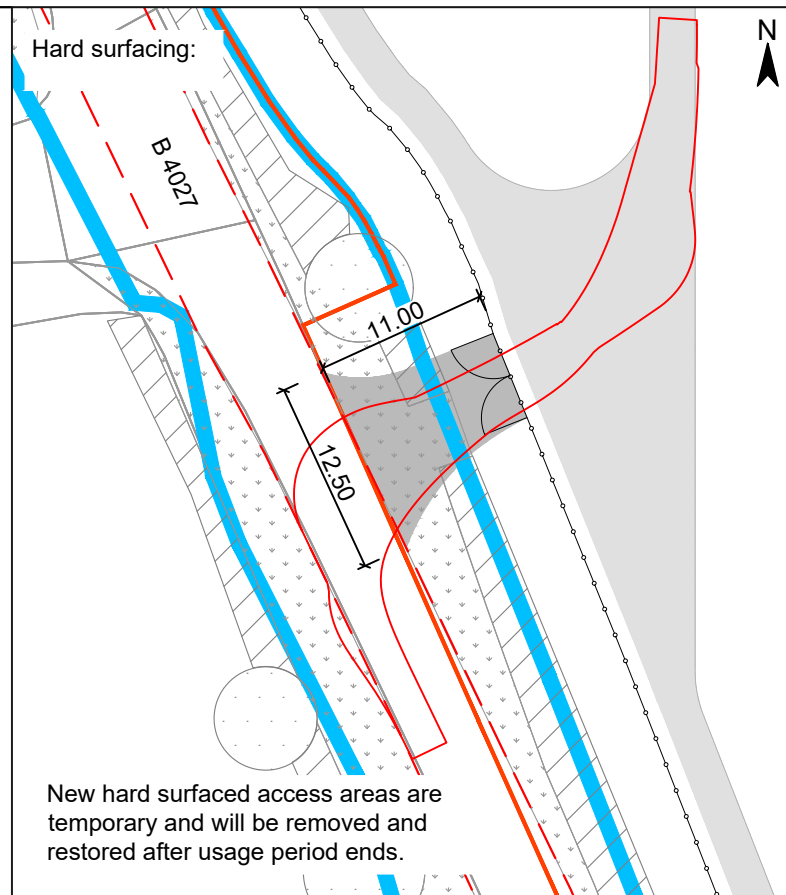 Hard surfacing:
N
B 4027
11.00
12.50
New hard surfaced access areas are
temporary and will be removed and
restored after usage period ends.